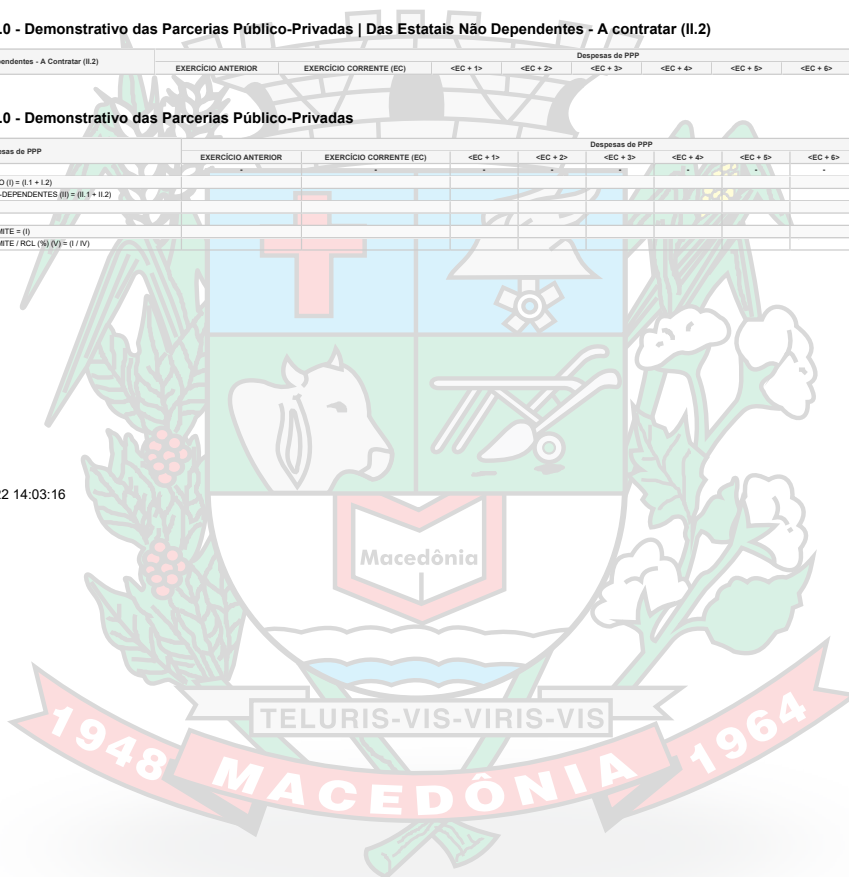 .0 - Demonstrativo das Parcerias Público-Privadas | Das Estatais Não Dependentes - A contratar (II.2)
pendentes - A Contratar (II.2)
Despesas de PPP
EXERCÍCIO ANTERIOR EXERCÍCIO CORRENTE (EC) <EC + 1> <EC + 2> <EC + 3> <EC + 4> <EC + 5> <EC + 6>
.0 - Demonstrativo das Parcerias Público-Privadas
esas de PPP
Despesas de PPP
EXERCÍCIO ANTERIOR EXERCÍCIO CORRENTE (EC) <EC + 1> <EC + 2> <EC + 3> <EC + 4> <EC + 5> <EC + 6>
- - - - - - - -
O (I) = (I.1 + I.2)
-DEPENDENTES (II) = (II.1 + II.2)
MITE = (I)
MITE / RCL (%) (V) = (I / IV)
22 14:03:16
Macedônia
TELURIS-VIS-VIRIS-VIS
1948 MACEDÔNIA 1964